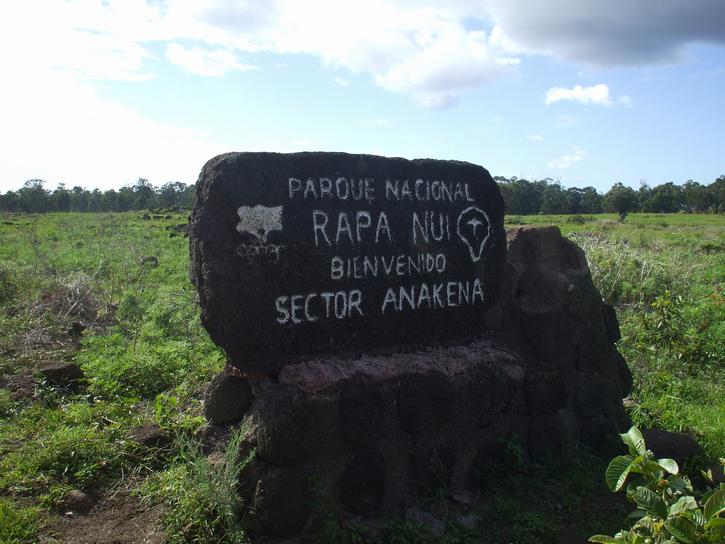 PARQUE NACIONAL
RAPA NUI
BIENVENIDO
SECTOR ANAKENA